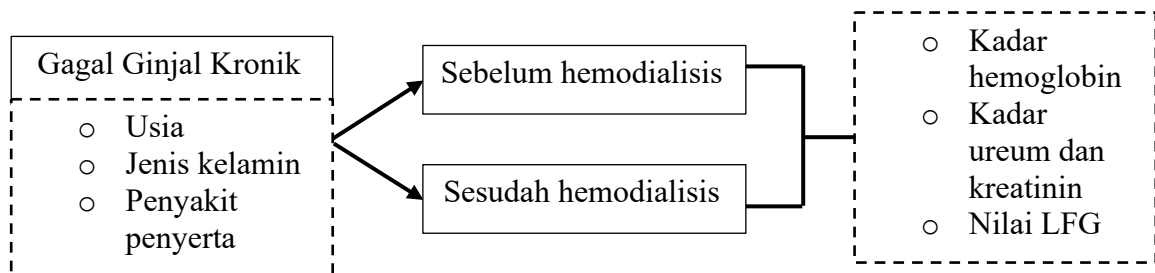 Gagal Ginjal Kronik
o Usia
o Jenis kelamin
o Penyakit
penyerta
Sebelum hemodialisis
Sesudah hemodialisis
o Kadar
hemoglobin
o Kadar
ureum dan
kreatinin
o Nilai LFG